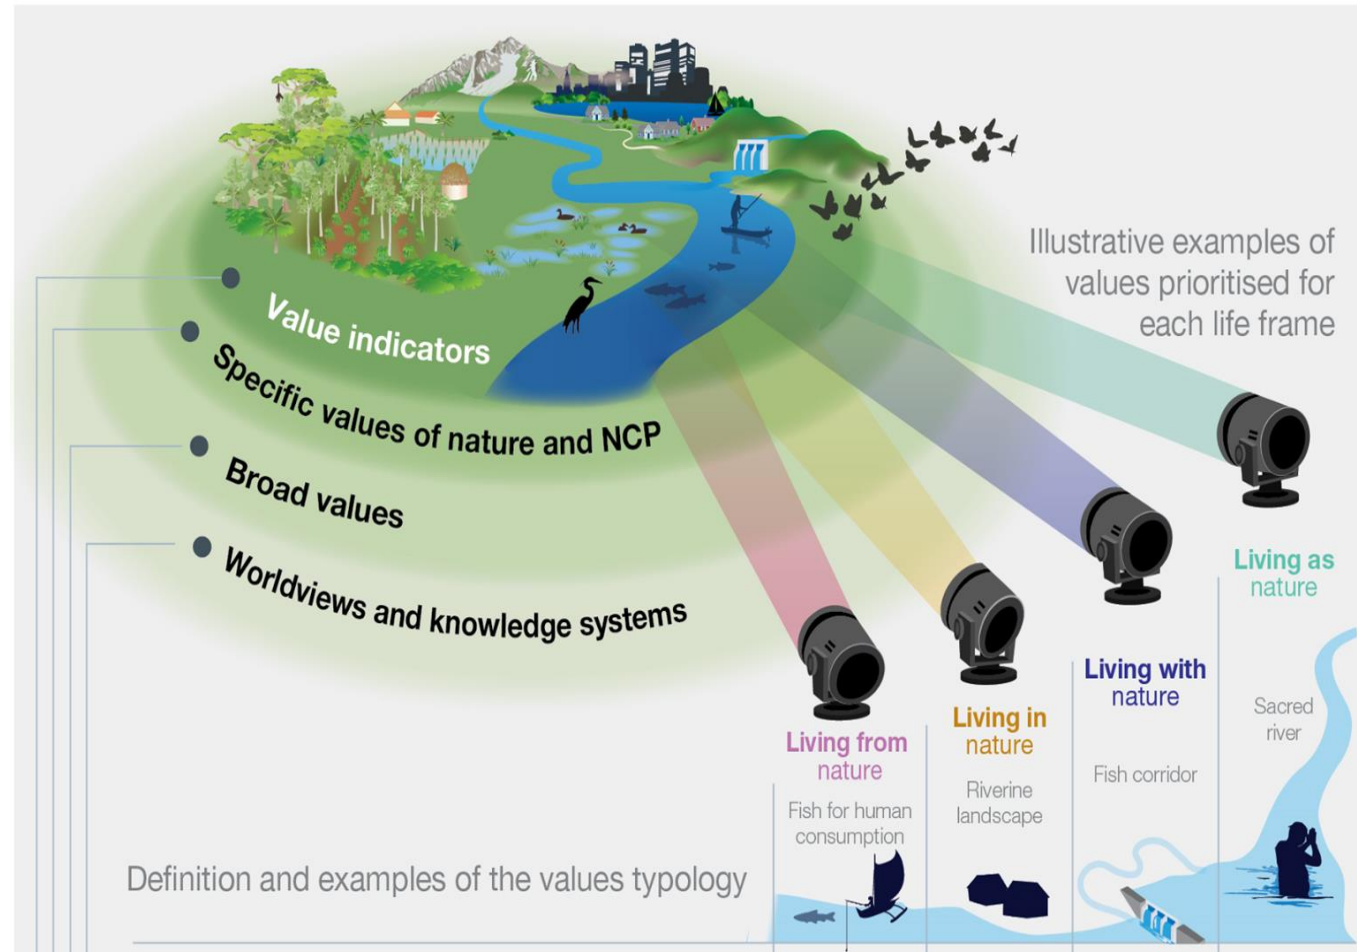 Illustrative examples of
values prioritised for
each life frame
Value indicators
Specific values of nature and NCP
Broad values
Worldviews and knowledge systems
Living as
nature
Sacred
river
Living with
nature
Fish corridor
Living in
nature
Riverine
landscape
Living from
nature
Fish for human
consumption
Definition and examples of the values typology